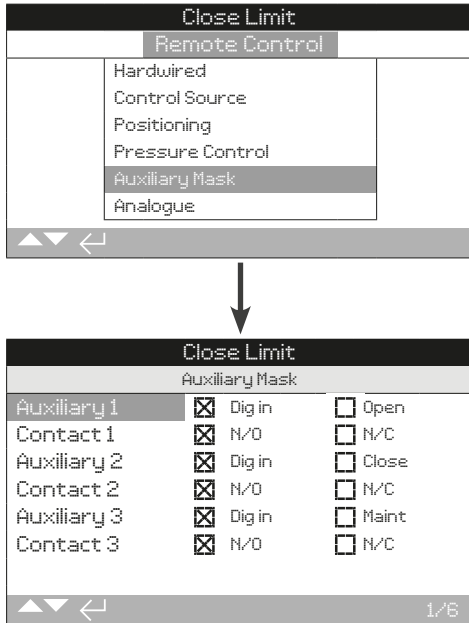 Close Limit
Remote Control
Hardwired
Control Source
Positioning
Pressure Control
Auxiliary Mask
Analogue
Close Limit
Auxiliary Mask
Auxiliary 1 Dig in Open
Contact 1 N/O N/C
Auxiliary 2 Dig in Close
Contact 2 N/O N/C
Auxiliary 3 Dig in Maint
Contact 3 N/O N/C
1/6